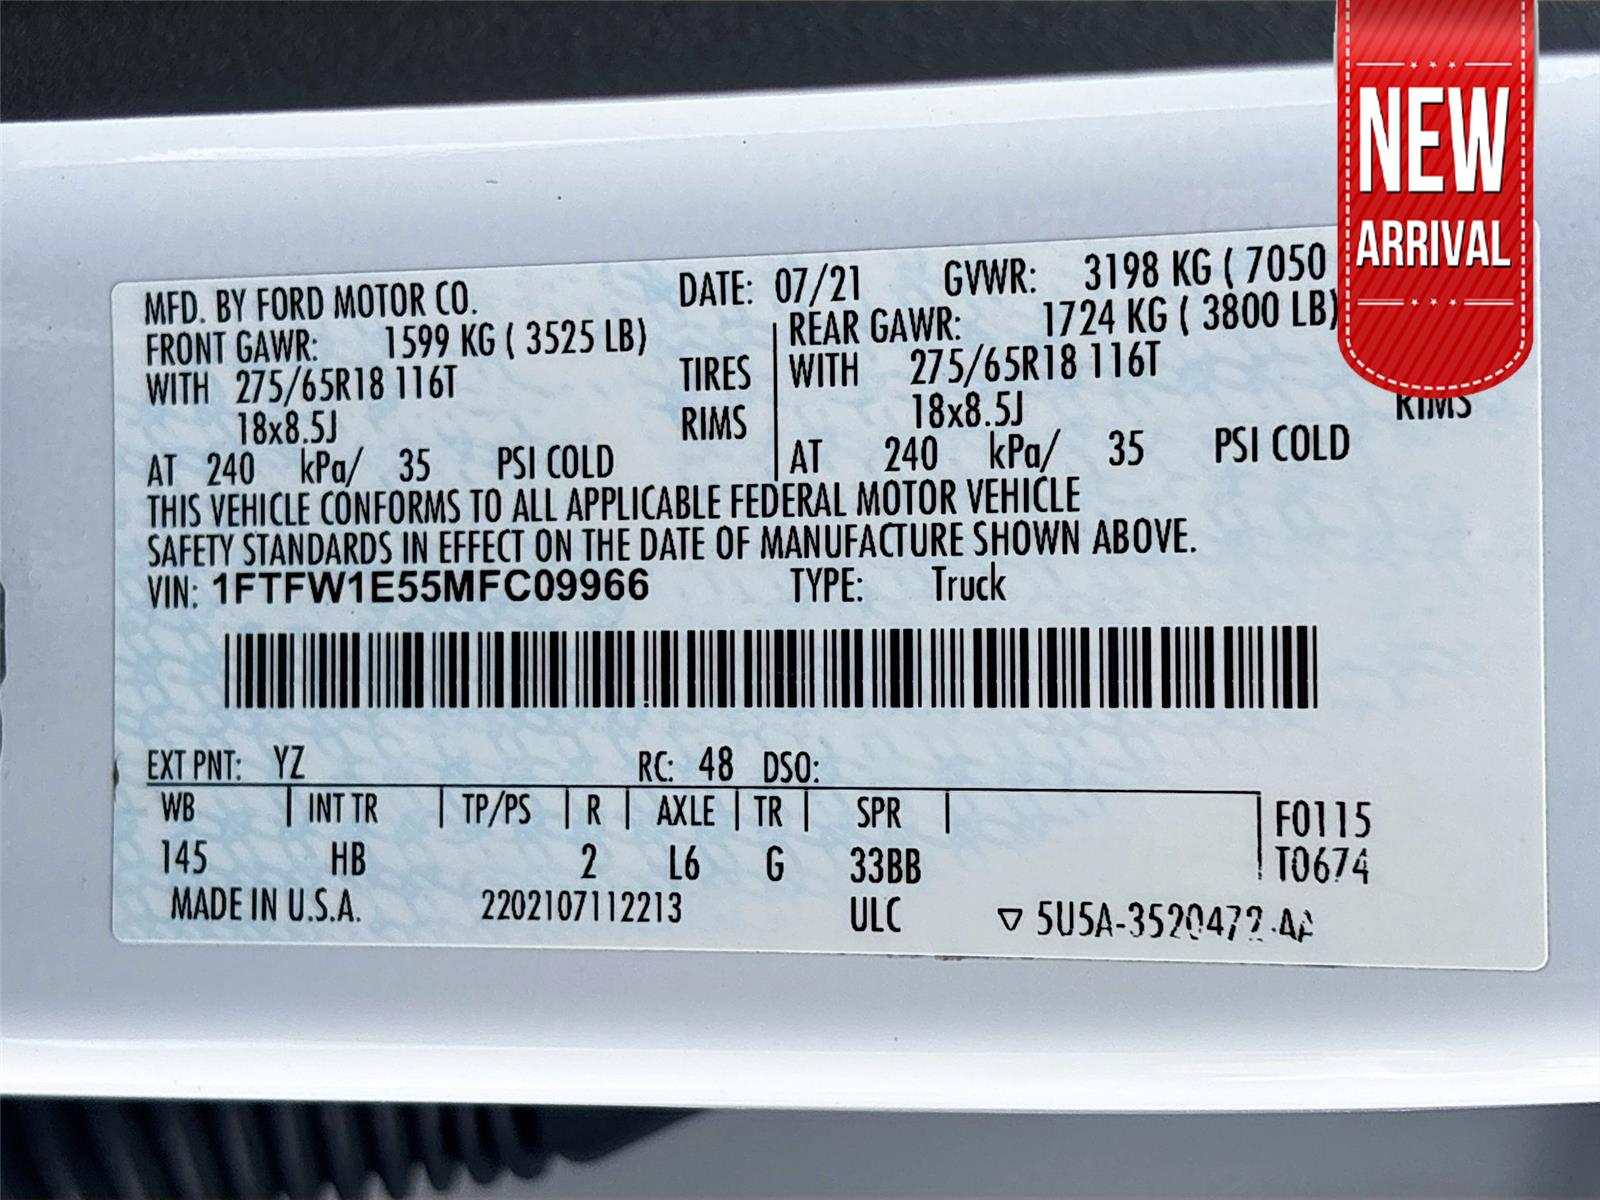 NEW
ARRIVAL
MFD. BY FORD MOTOR CO. DATE: 07/21 GVWR: 3198 KG ( 7050
FRONT GAWR: 1599 KG ( 3525 LB) REAR GAWR: 1724 KG ( 3800 LB)
WITH 275/65R18 116T TIRES WITH 275/65R18 116T
18x8.5J RIMS 18x8.5J RIMS
AT 240 kPa/ 35 PSI COLD AT 240 kPa/ 35 PSI COLD
THIS VEHICLE CONFORMS TO ALL APPLICABLE FEDERAL MOTOR VEHICLE
SAFETY STANDARDS IN EFFECT ON THE DATE OF MANUFACTURE SHOWN ABOVE.
VIN: 1FTFW1E55MFC09966 TYPE: Truck
EXT PNT: YZ RC: 48 DSO:
WB INT TR TP/PS R AXLE TR SPR F0115
145 HB 2 L6 G 33BB T0674
MADE IN U.S.A. 2202107112213 ULC ▽